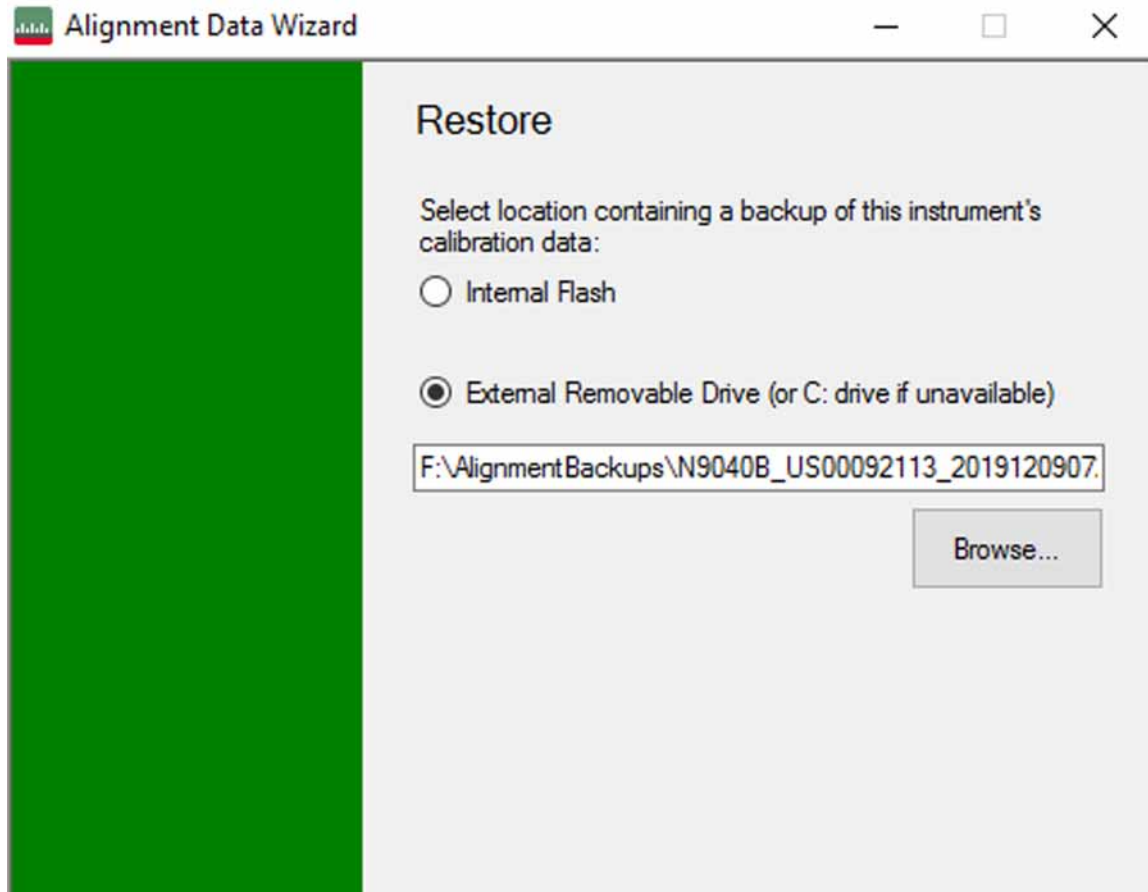 Alignment Data Wizard
Restore
Select location containing a backup of this instrument's
calibration data:
Internal Flash
External Removable Drive (or C: drive if unavailable)
F:\AlignmentBackups\N9040B_US00092113_2019120907.
Browse...